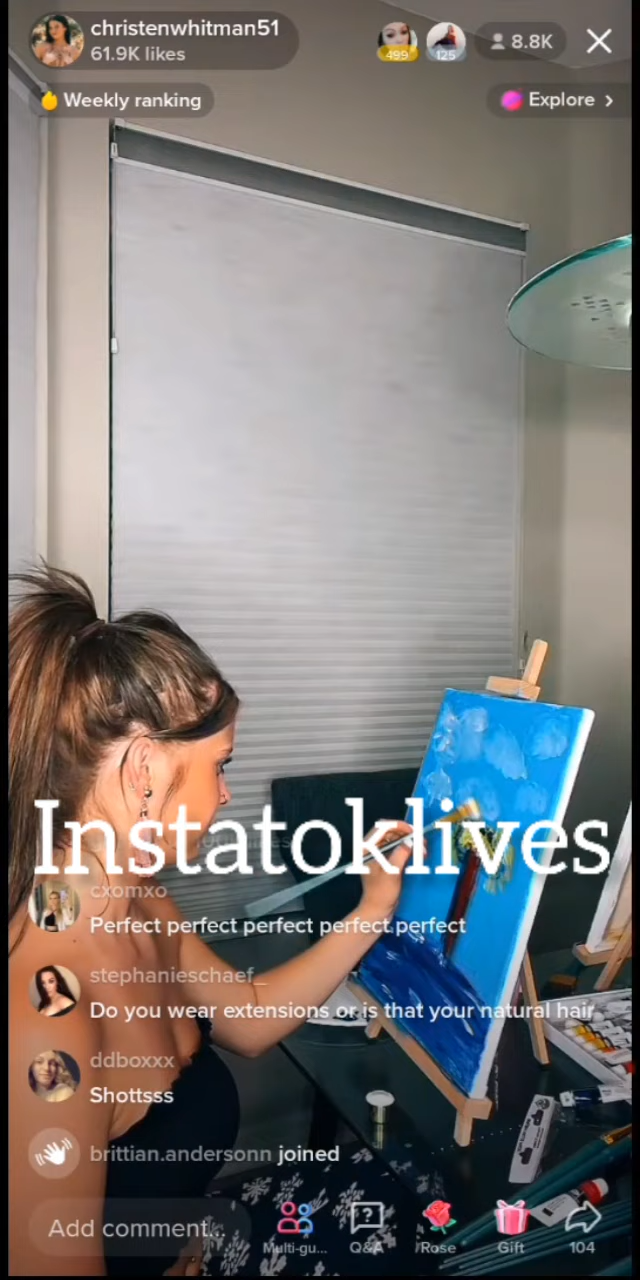 christenwhitman51
61.9K likes
499
125
8.8K
Weekly ranking
Explore >
Instatoklives
cxomxo
Perfect perfect perfect perfect perfect
stephanieschaef_
Do you wear extensions or is that your natural hair
ddboxxx
Shottsss
brittian.andersonn joined
Add comment...
Multi-gu...
Q&A
Rose
Gift
104